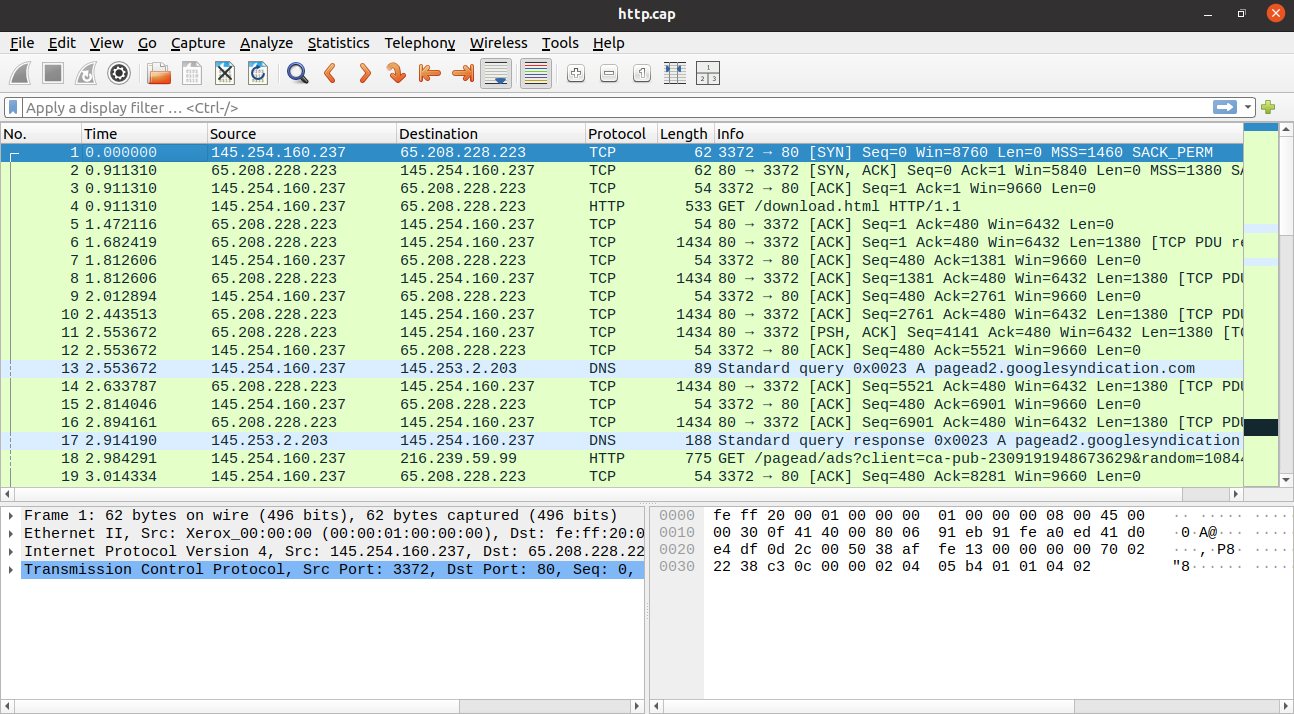 http.cap
File Edit View Go Capture Analyze Statistics Telephony Wireless Tools Help
Apply a display filter … <Ctrl-/>
No. Time Source Destination Protocol Length Info
1 0.000000 145.254.160.237 65.208.228.223 TCP 62 3372 → 80 [SYN] Seq=0 Win=8760 Len=0 MSS=1460 SACK_PERM
2 0.911310 65.208.228.223 145.254.160.237 TCP 62 80 → 3372 [SYN, ACK] Seq=0 Ack=1 Win=5840 Len=0 MSS=1380 SA
3 0.911310 145.254.160.237 65.208.228.223 TCP 54 3372 → 80 [ACK] Seq=1 Ack=1 Win=9660 Len=0
4 0.911310 145.254.160.237 65.208.228.223 HTTP 533 GET /download.html HTTP/1.1
5 1.472116 65.208.228.223 145.254.160.237 TCP 54 80 → 3372 [ACK] Seq=1 Ack=480 Win=6432 Len=0
6 1.682419 65.208.228.223 145.254.160.237 TCP 1434 80 → 3372 [ACK] Seq=1 Ack=480 Win=6432 Len=1380 [TCP PDU re
7 1.812606 145.254.160.237 65.208.228.223 TCP 54 3372 → 80 [ACK] Seq=480 Ack=1381 Win=9660 Len=0
8 1.812606 65.208.228.223 145.254.160.237 TCP 1434 80 → 3372 [ACK] Seq=1381 Ack=480 Win=6432 Len=1380 [TCP PDU
9 2.012894 145.254.160.237 65.208.228.223 TCP 54 3372 → 80 [ACK] Seq=480 Ack=2761 Win=9660 Len=0
10 2.443513 65.208.228.223 145.254.160.237 TCP 1434 80 → 3372 [ACK] Seq=2761 Ack=480 Win=6432 Len=1380 [TCP PDU
11 2.553672 65.208.228.223 145.254.160.237 TCP 1434 80 → 3372 [PSH, ACK] Seq=4141 Ack=480 Win=6432 Len=1380 [TC
12 2.553672 145.254.160.237 65.208.228.223 TCP 54 3372 → 80 [ACK] Seq=480 Ack=5521 Win=9660 Len=0
13 2.553672 145.254.160.237 145.253.2.203 DNS 89 Standard query 0x0023 A pagead2.googlesyndication.com
14 2.633787 65.208.228.223 145.254.160.237 TCP 1434 80 → 3372 [ACK] Seq=5521 Ack=480 Win=6432 Len=1380 [TCP PDU
15 2.814046 145.254.160.237 65.208.228.223 TCP 54 3372 → 80 [ACK] Seq=480 Ack=6901 Win=9660 Len=0
16 2.894161 65.208.228.223 145.254.160.237 TCP 1434 80 → 3372 [ACK] Seq=6901 Ack=480 Win=6432 Len=1380 [TCP PDU
17 2.914190 145.253.2.203 145.254.160.237 DNS 188 Standard query response 0x0023 A pagead2.googlesyndication
18 2.984291 145.254.160.237 216.239.59.99 HTTP 775 GET /pagead/ads?client=ca-pub-2309191948673629&random=10844
19 3.014334 145.254.160.237 65.208.228.223 TCP 54 3372 → 80 [ACK] Seq=480 Ack=8281 Win=9660 Len=0
Frame 1: 62 bytes on wire (496 bits), 62 bytes captured (496 bits)
Ethernet II, Src: Xerox_00:00:00 (00:00:01:00:00:00), Dst: fe:ff:20:0
Internet Protocol Version 4, Src: 145.254.160.237, Dst: 65.208.228.22
Transmission Control Protocol, Src Port: 3372, Dst Port: 80, Seq: 0,
0000 fe ff 20 00 01 00 00 00 01 00 00 00 08 00 45 00 ·· ····· ····
0010 00 30 0f 41 40 00 80 06 91 eb 91 fe a0 ed 41 d0 ·0·A@··· ····
0020 e4 df 0d 2c 00 50 38 af fe 13 00 00 00 00 70 02 ···,·P8· ····
0030 22 38 c3 0c 00 00 02 04 05 b4 01 01 04 02 "8······ ·····